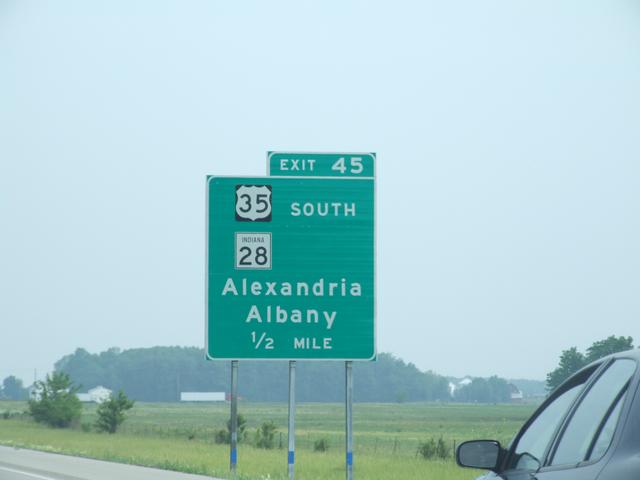 EXIT 45
35 SOUTH
INDIANA
28
Alexandria
Albany
1/2 MILE